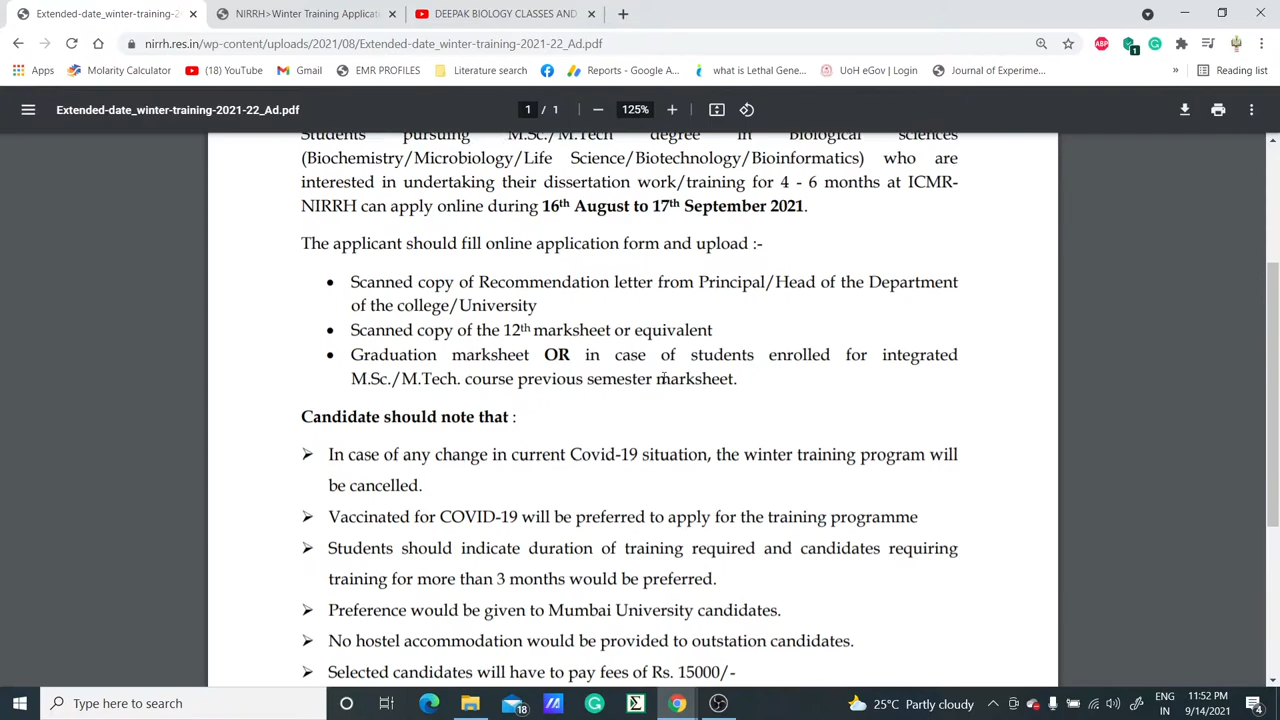 Extended-date_winter-training-2
NIRRH>Winter Training Applicat
DEEPAK BIOLOGY CLASSES AND
nirrh.res.in/wp-content/uploads/2021/08/Extended-date_winter-training-2021-22_Ad.pdf
ABP
1
Apps
Molarity Calculator
(18) YouTube
Gmail
EMR PROFILES
Literature search
Reports - Google A...
what is Lethal Gene...
UoH eGov | Login
Journal of Experime...
»
Reading list
Extended-date_winter-training-2021-22_Ad.pdf
1 / 1
125%
Students pursuing M.Sc./M.Tech degree in Biological sciences
(Biochemistry/Microbiology/Life Science/Biotechnology/Bioinformatics) who are
interested in undertaking their dissertation work/training for 4 - 6 months at ICMR-
NIRRH can apply online during 16th August to 17th September 2021.
The applicant should fill online application form and upload :-
• Scanned copy of Recommendation letter from Principal/Head of the Department
of the college/University
• Scanned copy of the 12th marksheet or equivalent
• Graduation marksheet OR in case of students enrolled for integrated
M.Sc./M.Tech. course previous semester marksheet.
Candidate should note that :
➢ In case of any change in current Covid-19 situation, the winter training program will
be cancelled.
➢ Vaccinated for COVID-19 will be preferred to apply for the training programme
➢ Students should indicate duration of training required and candidates requiring
training for more than 3 months would be preferred.
➢ Preference would be given to Mumbai University candidates.
➢ No hostel accommodation would be provided to outstation candidates.
➢ Selected candidates will have to pay fees of Rs. 15000/-
Type here to search
18
25°C Partly cloudy
ENG
IN
11:52 PM
9/14/2021
4